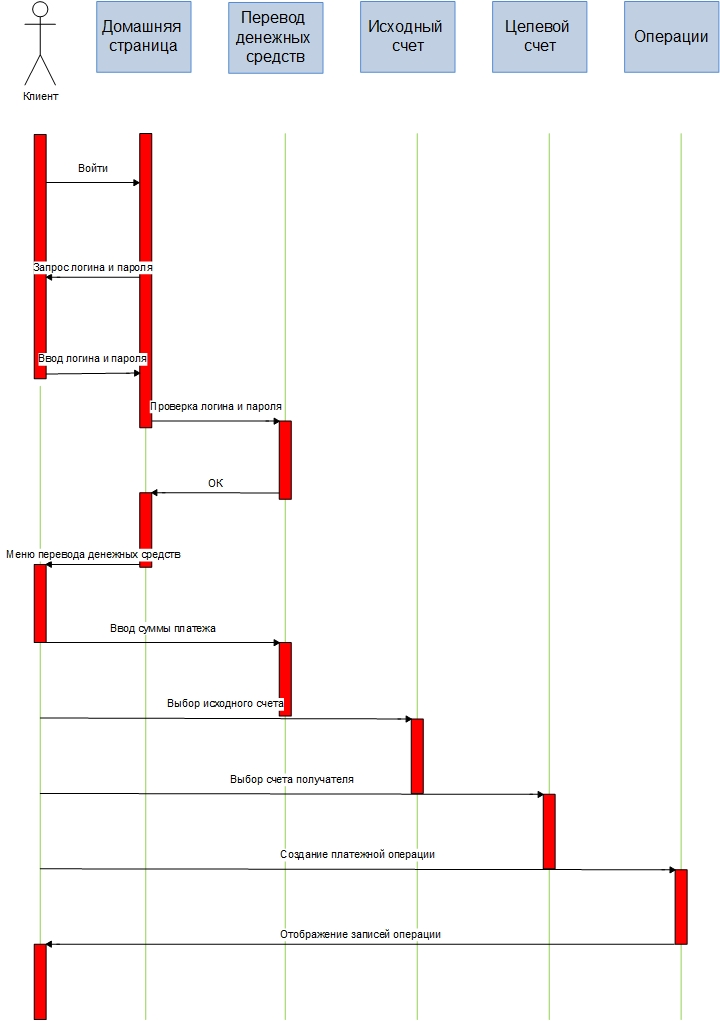 Домашняя
страница
Перевод
денежных
средств
Исходный
счет
Целевой
счет
Операции
Клиент
Войти
Запрос логина и пароля
Ввод логина и пароля
Проверка логина и пароля
ОК
Меню перевода денежных средств
Ввод суммы платежа
Выбор исходного счета
Выбор счета получателя
Создание платежной операции
Отображение записей операции